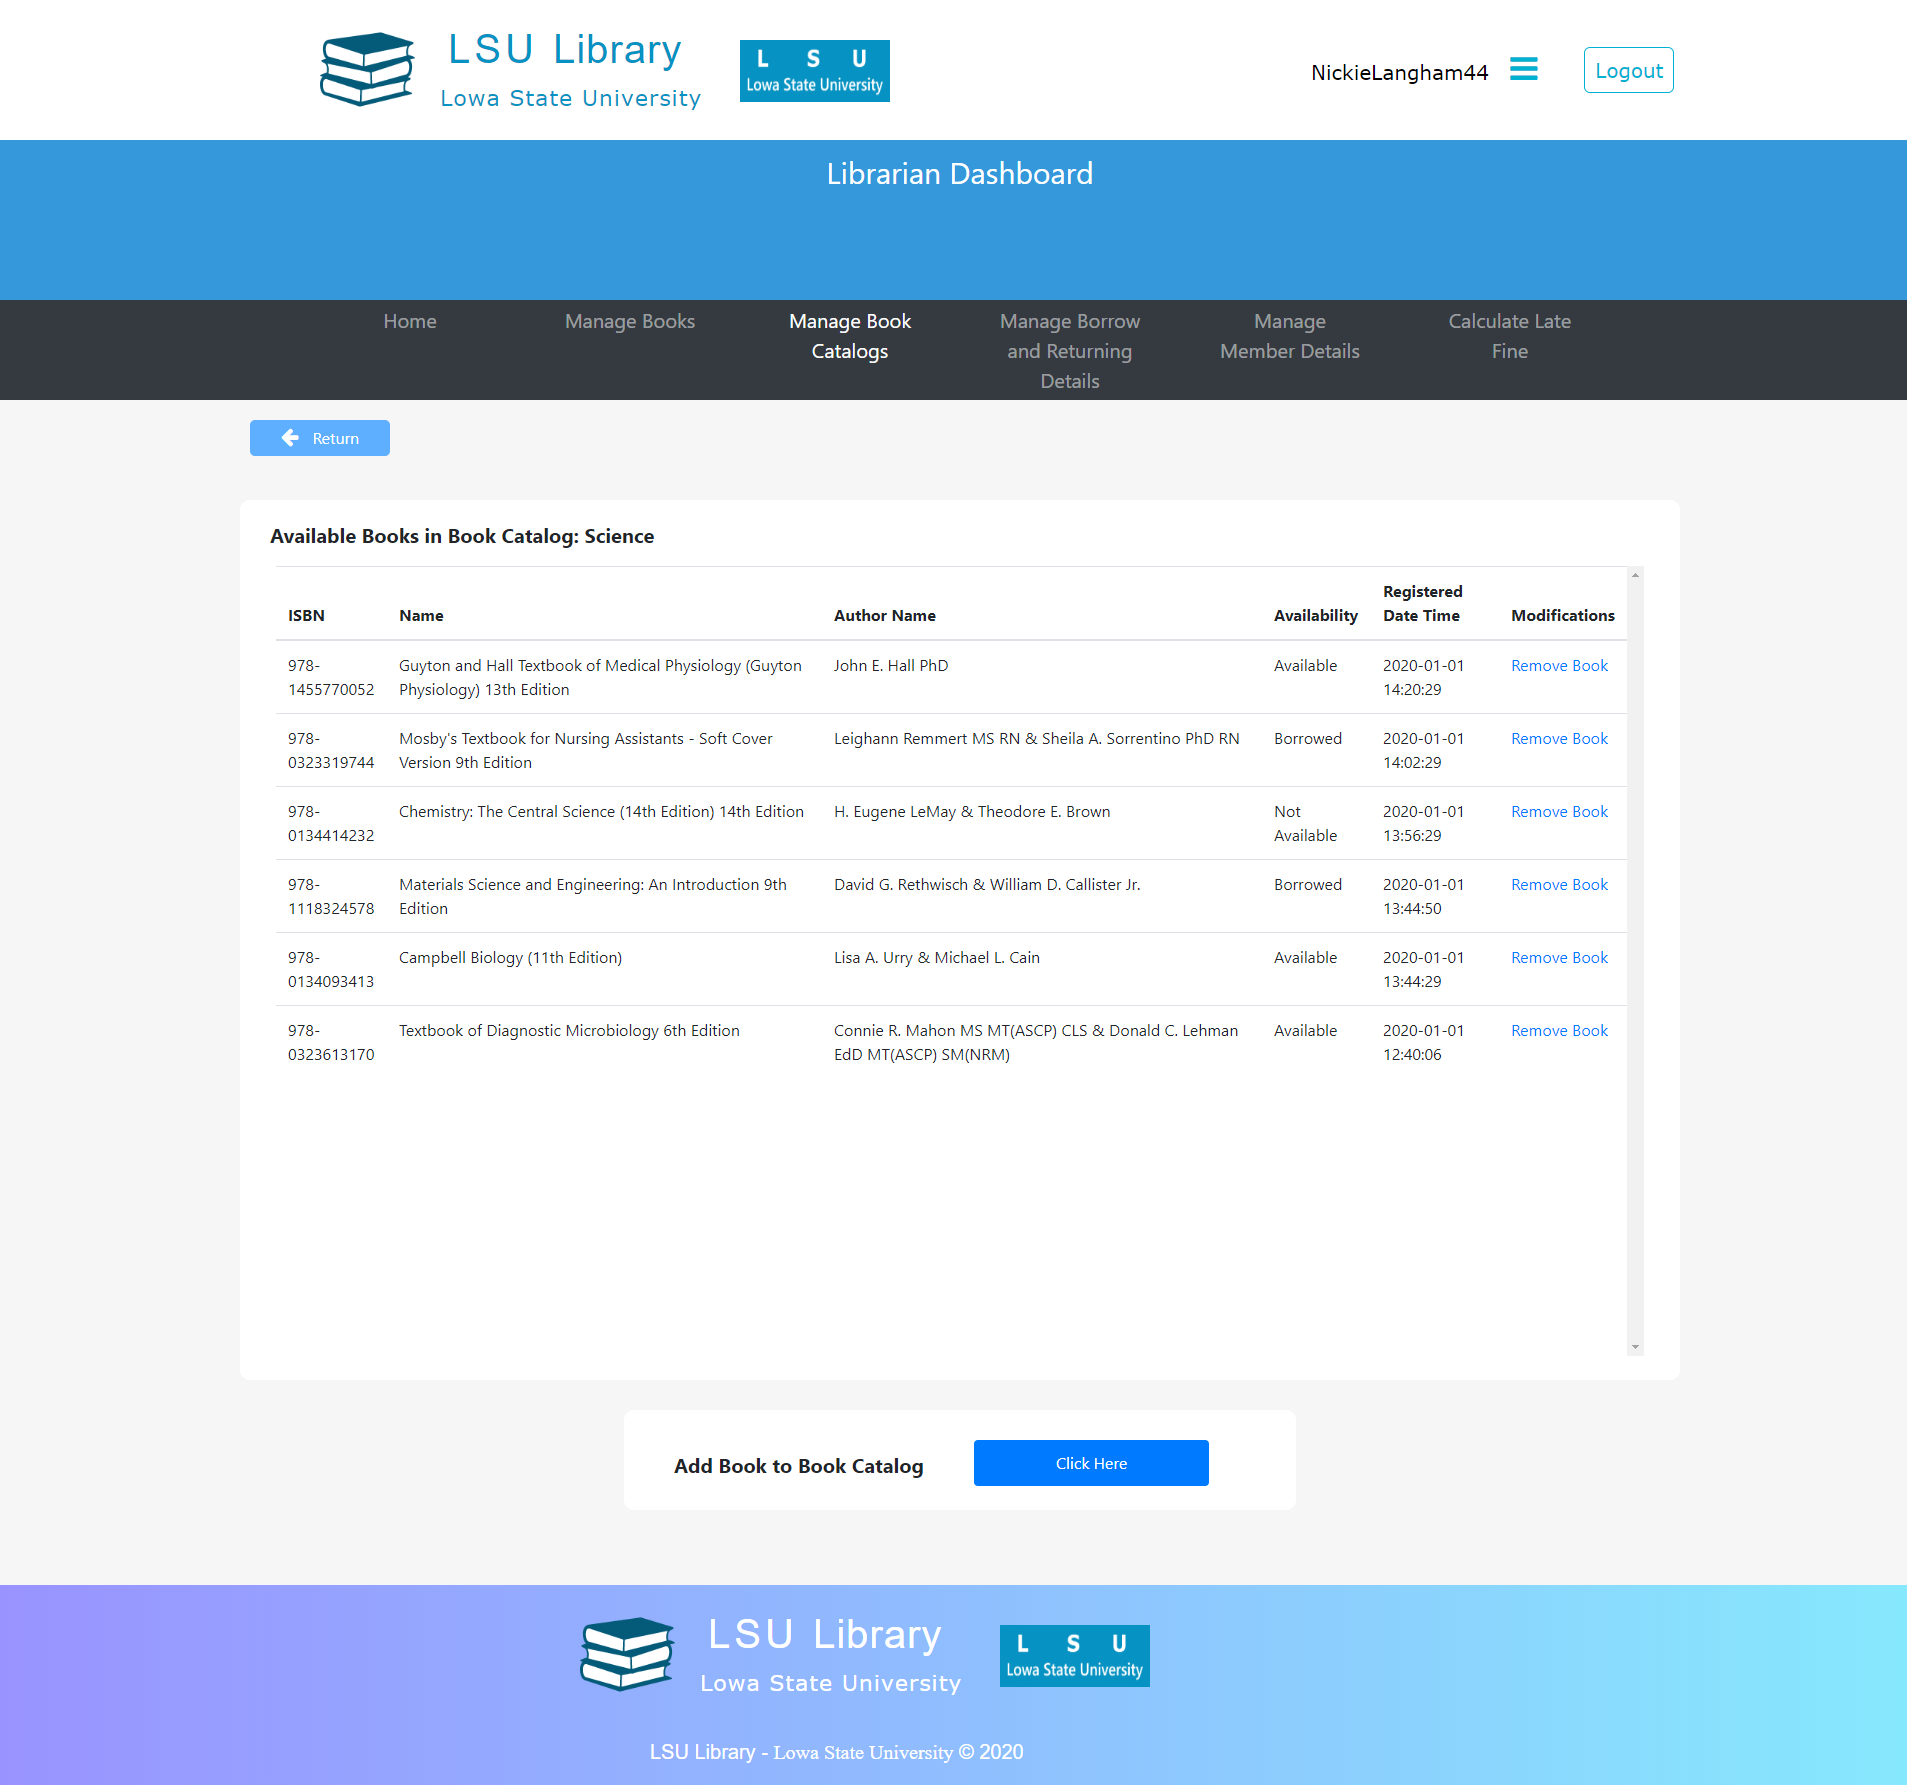 LSU Library
Lowa State University
L S U
Lowa State University
NickieLangham44
Logout
Librarian Dashboard
Home
Manage Books
Manage Book
Catalogs
Manage Borrow
and Returning
Details
Manage
Member Details
Calculate Late
Fine
Return
Available Books in Book Catalog: Science
ISBN Name Author Name Availability Registered Date Time Modifications
978- Guyton and Hall Textbook of Medical Physiology (Guyton John E. Hall PhD Available 2020-01-01 Remove Book
1455770052 Physiology) 13th Edition 14:20:29
978- Mosby's Textbook for Nursing Assistants - Soft Cover Leighann Remmert MS RN & Sheila A. Sorrentino PhD RN Borrowed 2020-01-01 Remove Book
0323319744 Version 9th Edition 14:02:29
978- Chemistry: The Central Science (14th Edition) 14th Edition H. Eugene LeMay & Theodore E. Brown Not 2020-01-01 Remove Book
0134414232 Available 13:56:29
978- Materials Science and Engineering: An Introduction 9th David G. Rethwisch & William D. Callister Jr. Borrowed 2020-01-01 Remove Book
1118324578 Edition 13:44:50
978- Campbell Biology (11th Edition) Lisa A. Urry & Michael L. Cain Available 2020-01-01 Remove Book
0134093413 13:44:29
978- Textbook of Diagnostic Microbiology 6th Edition Connie R. Mahon MS MT(ASCP) CLS & Donald C. Lehman Available 2020-01-01 Remove Book
0323613170 EdD MT(ASCP) SM(NRM) 12:40:06
Add Book to Book Catalog
Click Here
LSU Library
Lowa State University
L S U
Lowa State University
LSU Library - Lowa State University © 2020